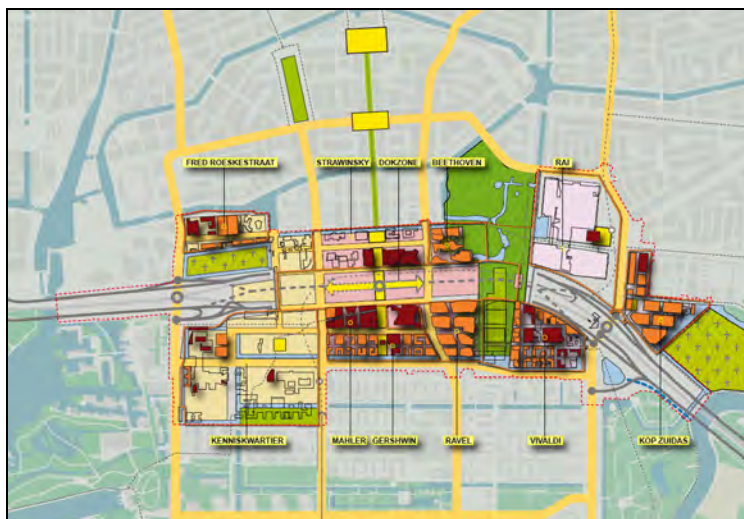 FRED ROESKESTRAAT
STRAWINSKY
DOKZONE
BEETHOVEN
RAI
KENNISKWARTIER
MAHLER
GERSHWIN
RAVEL
VIVALDI
KOP ZUIDAS